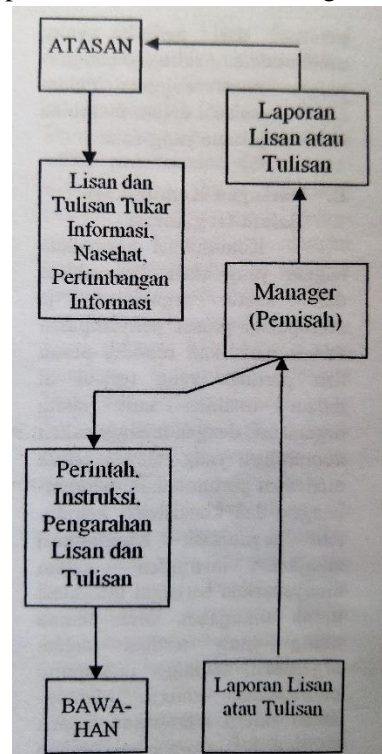 ATASAN
Laporan
Lisan atau
Tulisan
Lisan dan
Tulisan Tukar
Informasi,
Nasehat,
Pertimbangan
Informasi
Manager
(Pemisah)
Perintah,
Instruksi,
Pengarahan
Lisan dan
Tulisan
BAWA-
HAN
Laporan Lisan
atau Tulisan